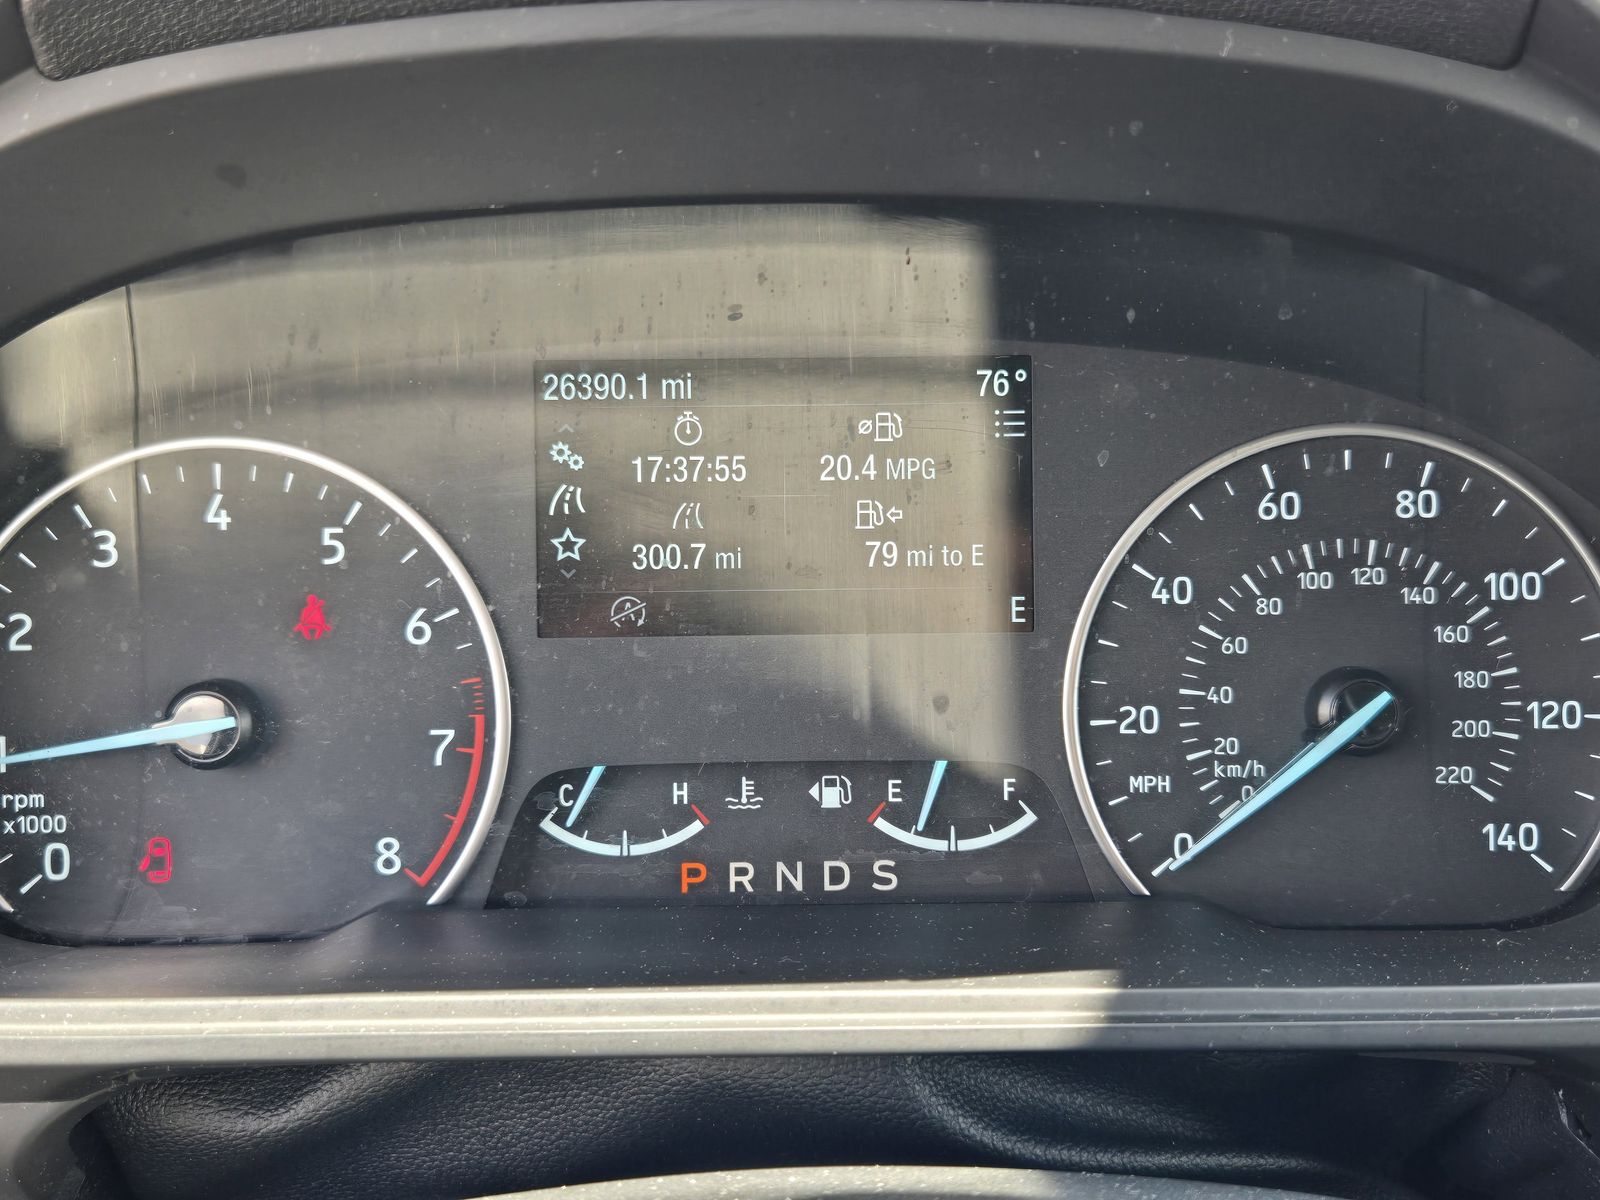 26390.1 mi 76°
17:37:55 20.4 MPG
300.7 mi 79 mi to E
A
E
1 2 3 4 5 6 7 8
rpm
x1000
0
C H E F
P R N D S
0 20 40 60 80 100 120 140
MPH
0 20 40 60 80 100 120 140 160 180 200 220
km/h